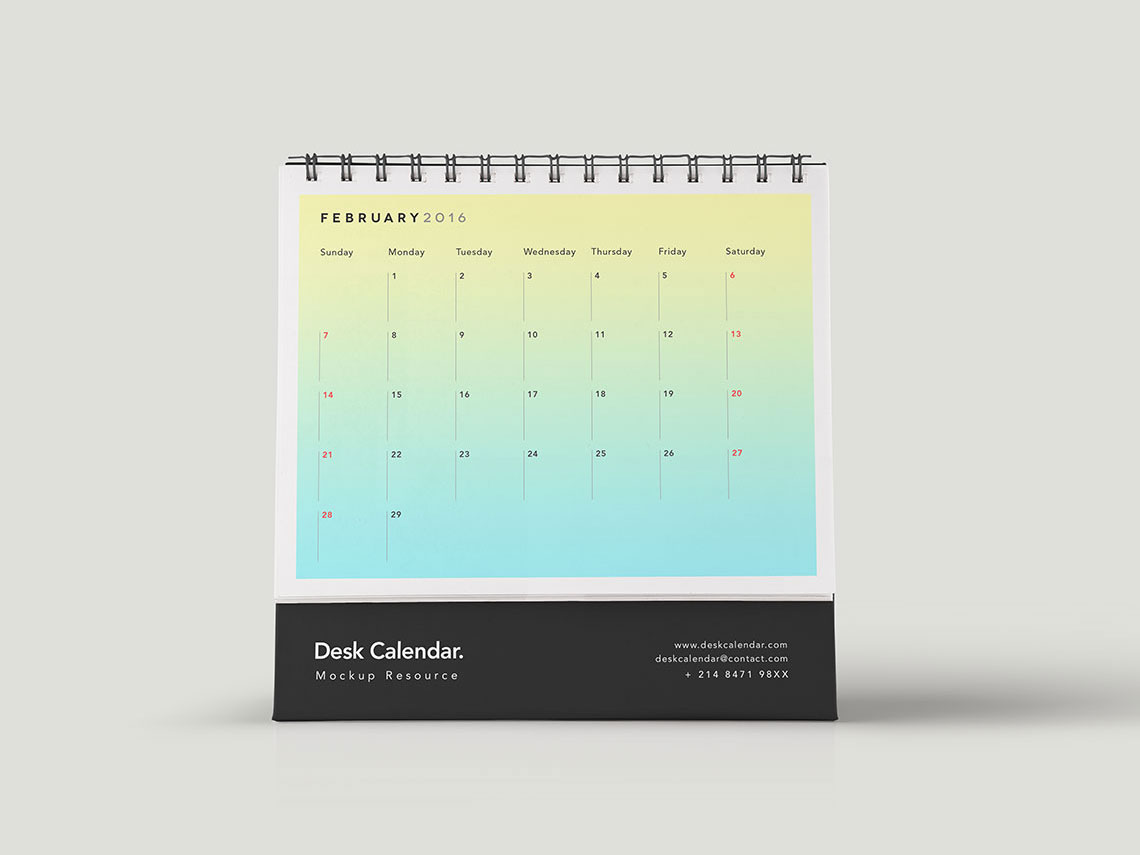 FEBRUARY 2016
Sunday Monday Tuesday Wednesday Thursday Friday Saturday
1 2 3 4 5 6
7 8 9 10 11 12 13
14 15 16 17 18 19 20
21 22 23 24 25 26 27
28 29
Desk Calendar.
Mockup Resource
www.deskcalendar.com
deskcalendar@contact.com
+ 214 8471 98XX